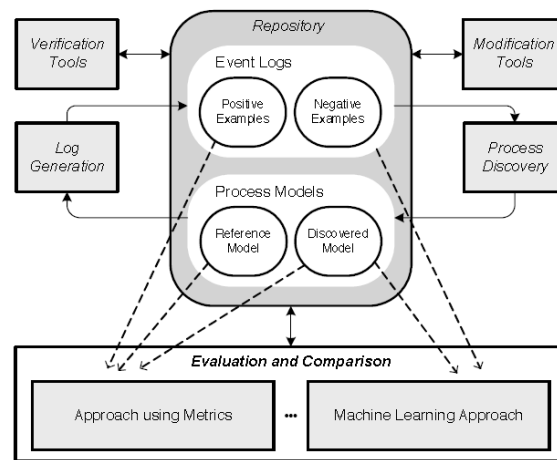 Repository
Verification
Tools
Modification
Tools
Event Logs
Positive
Examples
Negative
Examples
Log
Generation
Process
Discovery
Process Models
Reference
Model
Discovered
Model
Evaluation and Comparison
Approach using Metrics
...
Machine Learning Approach